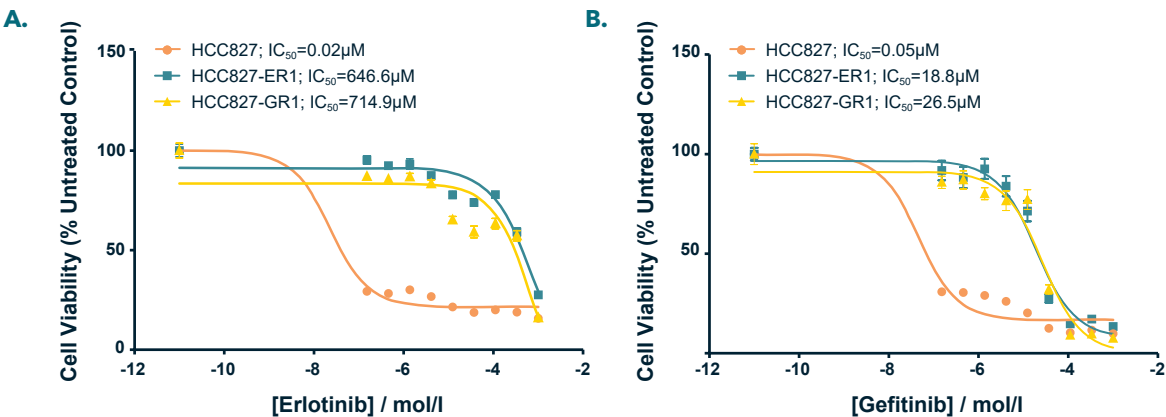 A.
Cell Viability (% Untreated Control)
150
100
50
0
HCC827; IC₅₀=0.02µM
HCC827-ER1; IC₅₀=646.6µM
HCC827-GR1; IC₅₀=714.9µM
-12 -10 -8 -6 -4 -2
[Erlotinib] / mol/l
B.
Cell Viability (% Untreated Control)
150
100
50
0
HCC827; IC₅₀=0.05µM
HCC827-ER1; IC₅₀=18.8µM
HCC827-GR1; IC₅₀=26.5µM
-12 -10 -8 -6 -4 -2
[Gefitinib] / mol/l